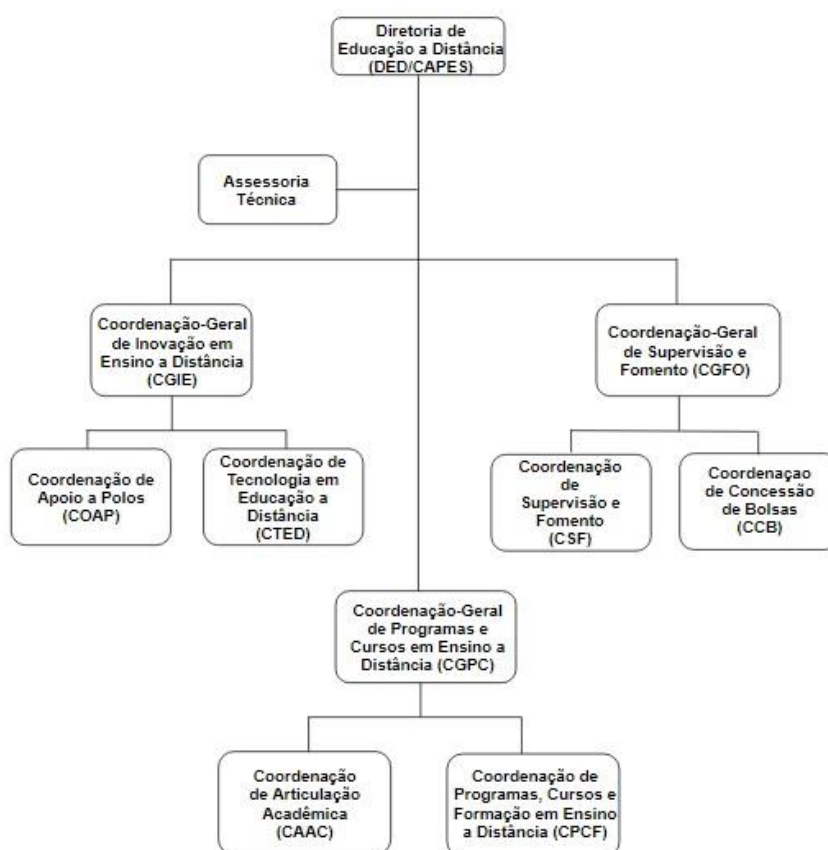 Diretoria de
Educação a Distância
(DED/CAPES)
Assessoria
Técnica
Coordenação-Geral
de Inovação em
Ensino a Distância
(CGIE)
Coordenação-Geral
de Supervisão e
Fomento (CGFO)
Coordenação de
Apoio a Polos
(COAP)
Coordenação de
Tecnologia em
Educação a
Distância
(CTED)
Coordenação
de
Supervisão e
Fomento
(CSF)
Coordenaçao
de Concessão
de Bolsas
(CCB)
Coordenação-Geral
de Programas e
Cursos em Ensino a
Distância (CGPC)
Coordenação
de Articulação
Acadêmica
(CAAC)
Coordenação de
Programas, Cursos e
Formação em Ensino
a Distância (CPCF)